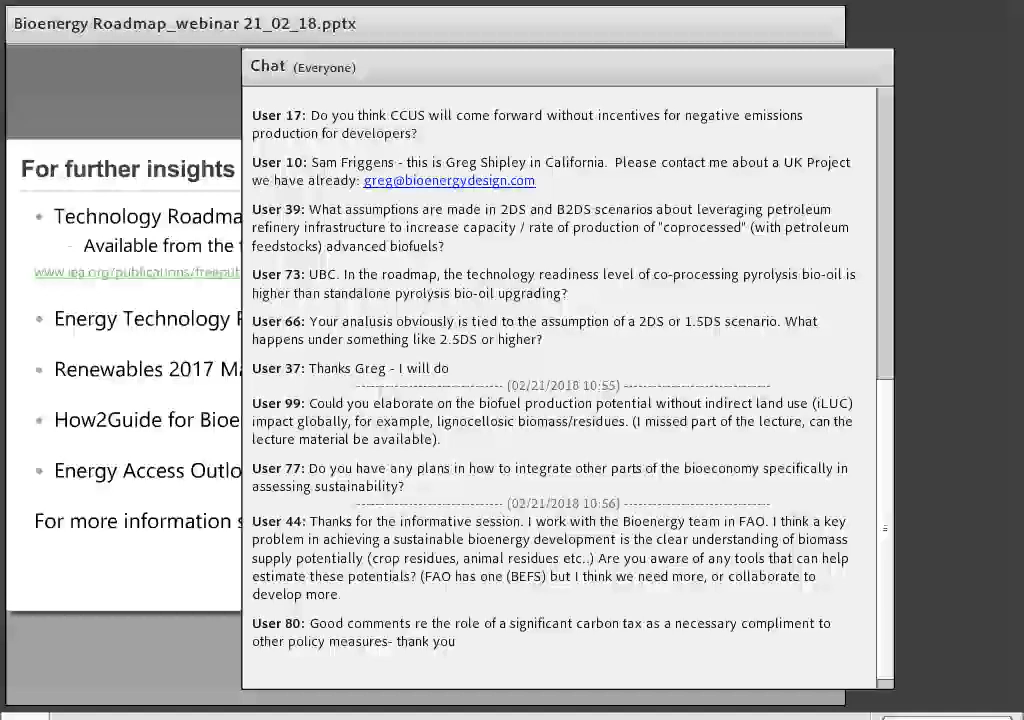 Bioenergy Roadmap_webinar 21_02_18.pptx
Chat (Everyone)
User 17: Do you think CCUS will come forward without incentives for negative emissions
production for developers?
User 10: Sam Friggens - this is Greg Shipley in California. Please contact me about a UK Project
we have already: greg@bioenergydesign.com
User 39: What assumptions are made in 2DS and B2DS scenarios about leveraging petroleum
refinery infrastructure to increase capacity / rate of production of "coprocessed" (with petroleum
feedstocks) advanced biofuels?
User 73: UBC. In the roadmap, the technology readiness level of co-processing pyrolysis bio-oil is
higher than standalone pyrolysis bio-oil upgrading?
User 66: Your analusis obviously is tied to the assumption of a 2DS or 1.5DS scenario. What
happens under something like 2.5DS or higher?
User 37: Thanks Greg - I will do
(02/21/2018 10:55)
User 99: Could you elaborate on the biofuel production potential without indirect land use (iLUC)
impact globally, for example, lignocellosic biomass/residues. (I missed part of the lecture, can the
lecture material be available).
User 77: Do you have any plans in how to integrate other parts of the bioeconomy specifically in
assessing sustainability?
(02/21/2018 10:56)
User 44: Thanks for the informative session. I work with the Bioenergy team in FAO. I think a key
problem in achieving a sustainable bioenergy development is the clear understanding of biomass
supply potentially (crop residues, animal residues etc..) Are you aware of any tools that can help
estimate these potentials? (FAO has one (BEFS) but I think we need more, or collaborate to
develop more.
User 80: Good comments re the role of a significant carbon tax as a necessary compliment to
other policy measures- thank you
For further insights
• Technology Roadma
- Available from the
• Energy Technology
• Renewables 2017 Ma
• How2Guide for Bioe
• Energy Access Outlo
For more information s